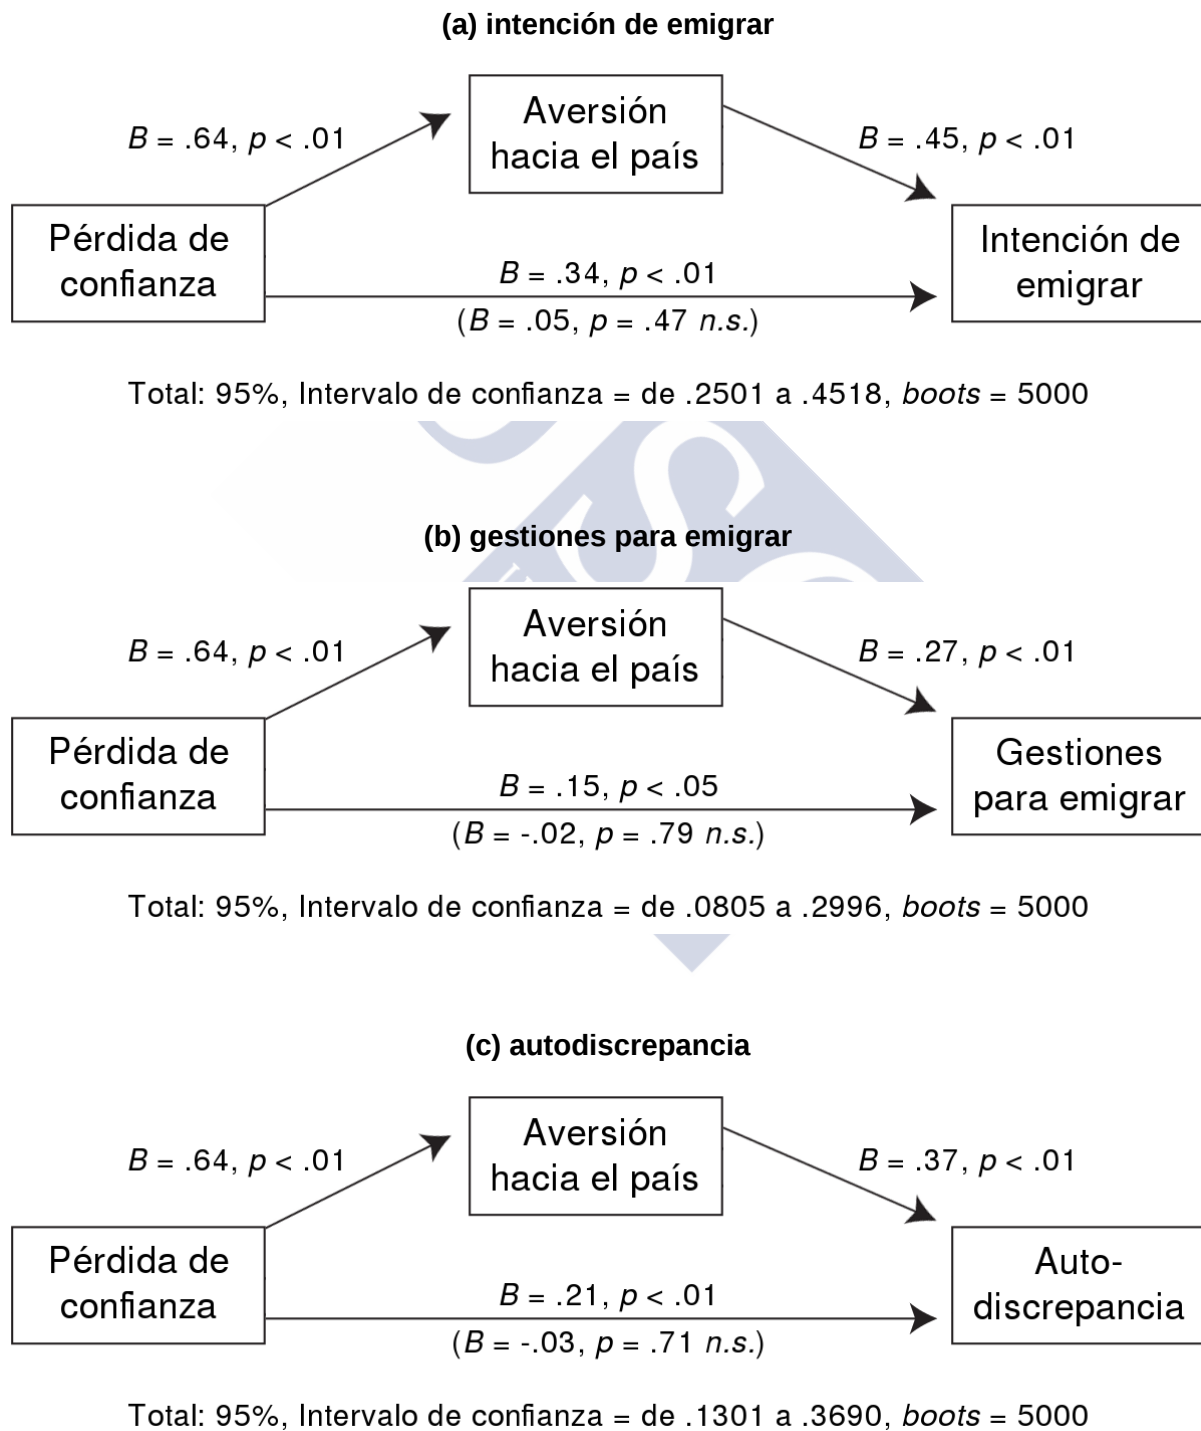 (a) intención de emigrar
Aversión
hacia el país
B = .64, p < .01
B = .45, p < .01
Pérdida de
confianza
Intención de
emigrar
B = .34, p < .01
(B = .05, p = .47 n.s.)
Total: 95%, Intervalo de confianza = de .2501 a .4518, boots = 5000
(b) gestiones para emigrar
Aversión
hacia el país
B = .64, p < .01
B = .27, p < .01
Pérdida de
confianza
Gestiones
para emigrar
B = .15, p < .05
(B = -.02, p = .79 n.s.)
Total: 95%, Intervalo de confianza = de .0805 a .2996, boots = 5000
(c) autodiscrepancia
Aversión
hacia el país
B = .64, p < .01
B = .37, p < .01
Pérdida de
confianza
Auto-
discrepancia
B = .21, p < .01
(B = -.03, p = .71 n.s.)
Total: 95%, Intervalo de confianza = de .1301 a .3690, boots = 5000